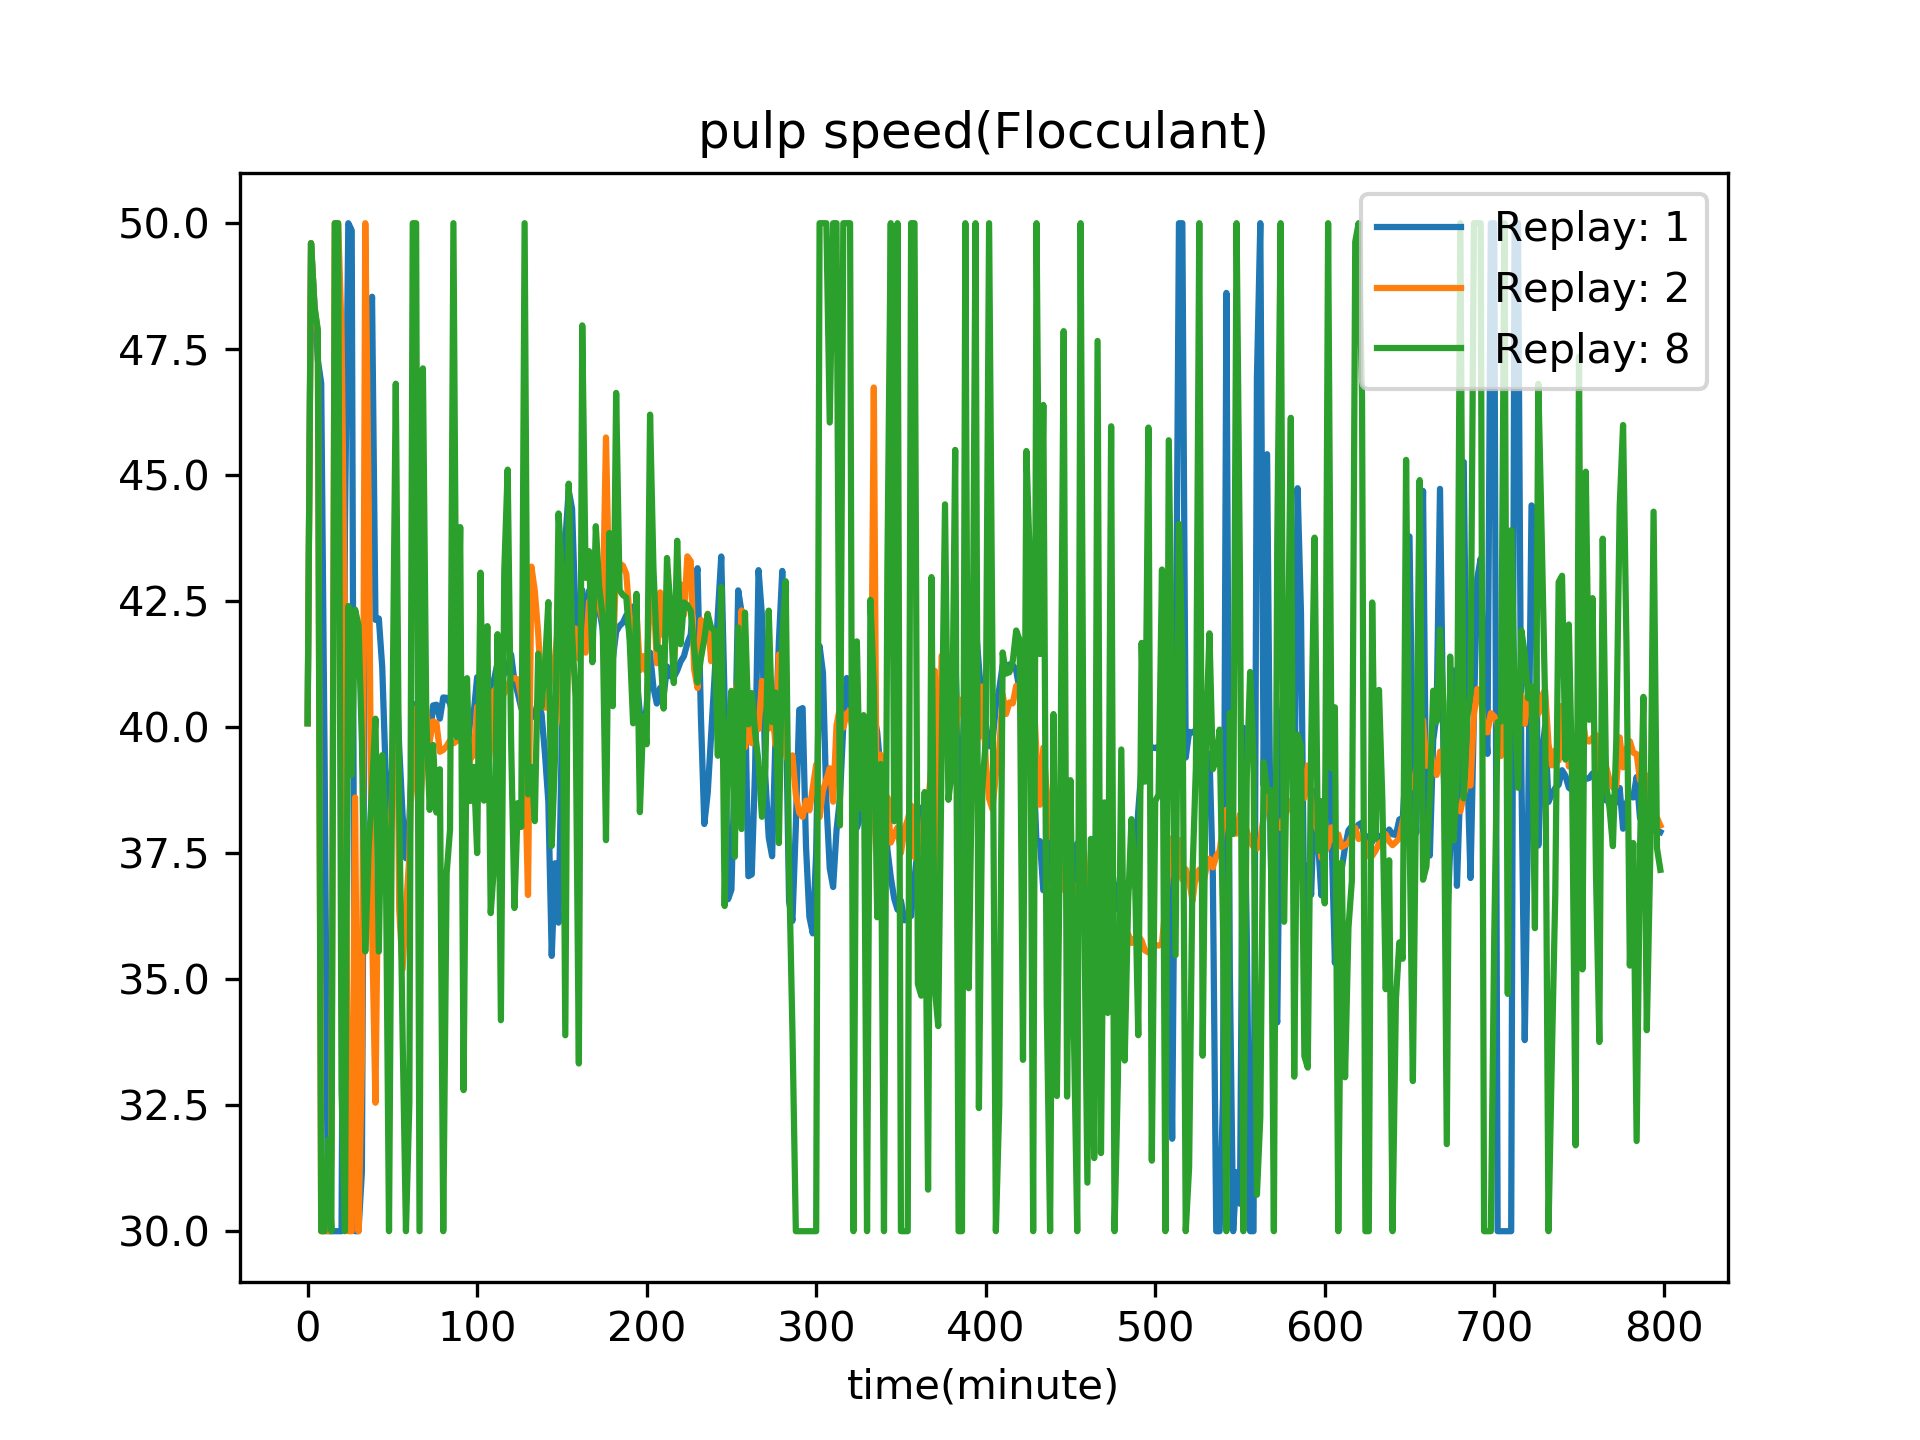 pulp speed(Flocculant)
50.0
47.5
45.0
42.5
40.0
37.5
35.0
32.5
30.0
Replay: 1
Replay: 2
Replay: 8
0 100 200 300 400 500 600 700 800
time(minute)